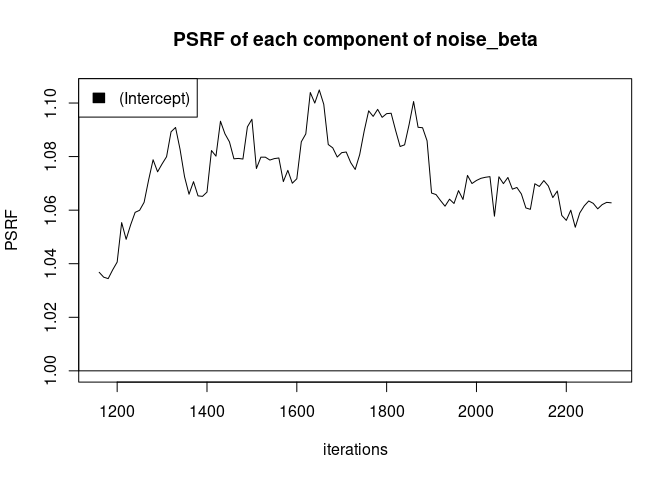 PSRF of each component of noise_beta
(Intercept)
PSRF
1.10
1.08
1.06
1.04
1.02
1.00
1200 1400 1600 1800 2000 2200
iterations